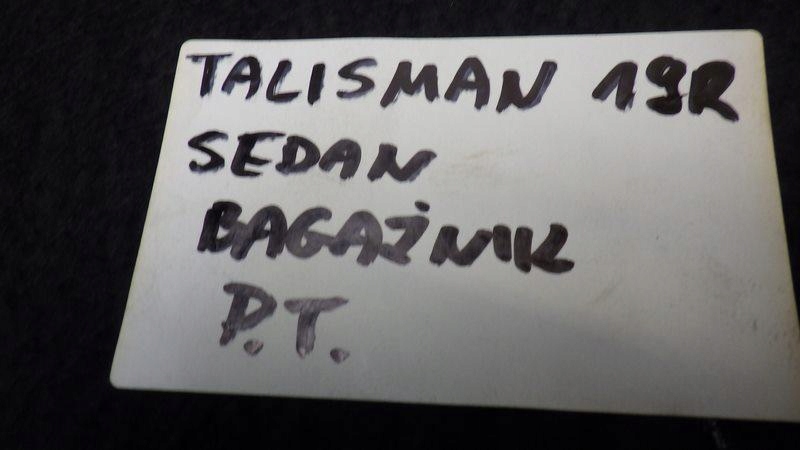 TALISMAN 19R
SEDAN
BAGAŻNIK
P.T.